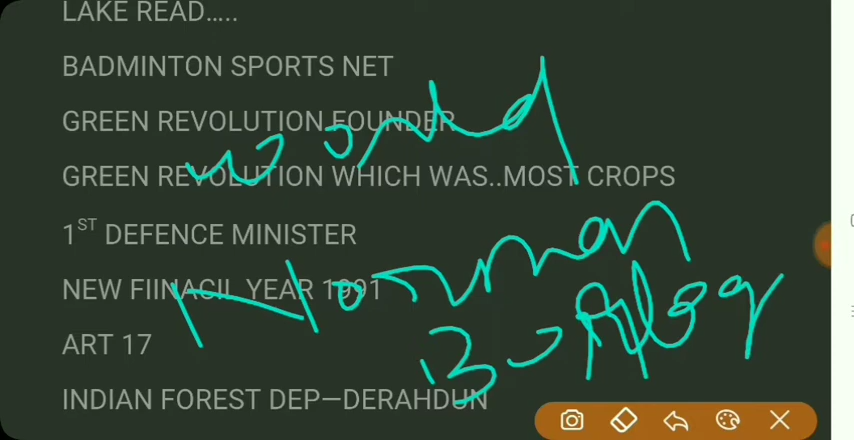 LAKE READ.....
BADMINTON SPORTS NET
GREEN REVOLUTION FOUNDER
world
GREEN REVOLUTION WHICH WAS..MOST CROPS
1ST DEFENCE MINISTER
Norman
NEW FIINACIL YEAR 1991
ART 17
INDIAN FOREST DEP—DERAHDUN